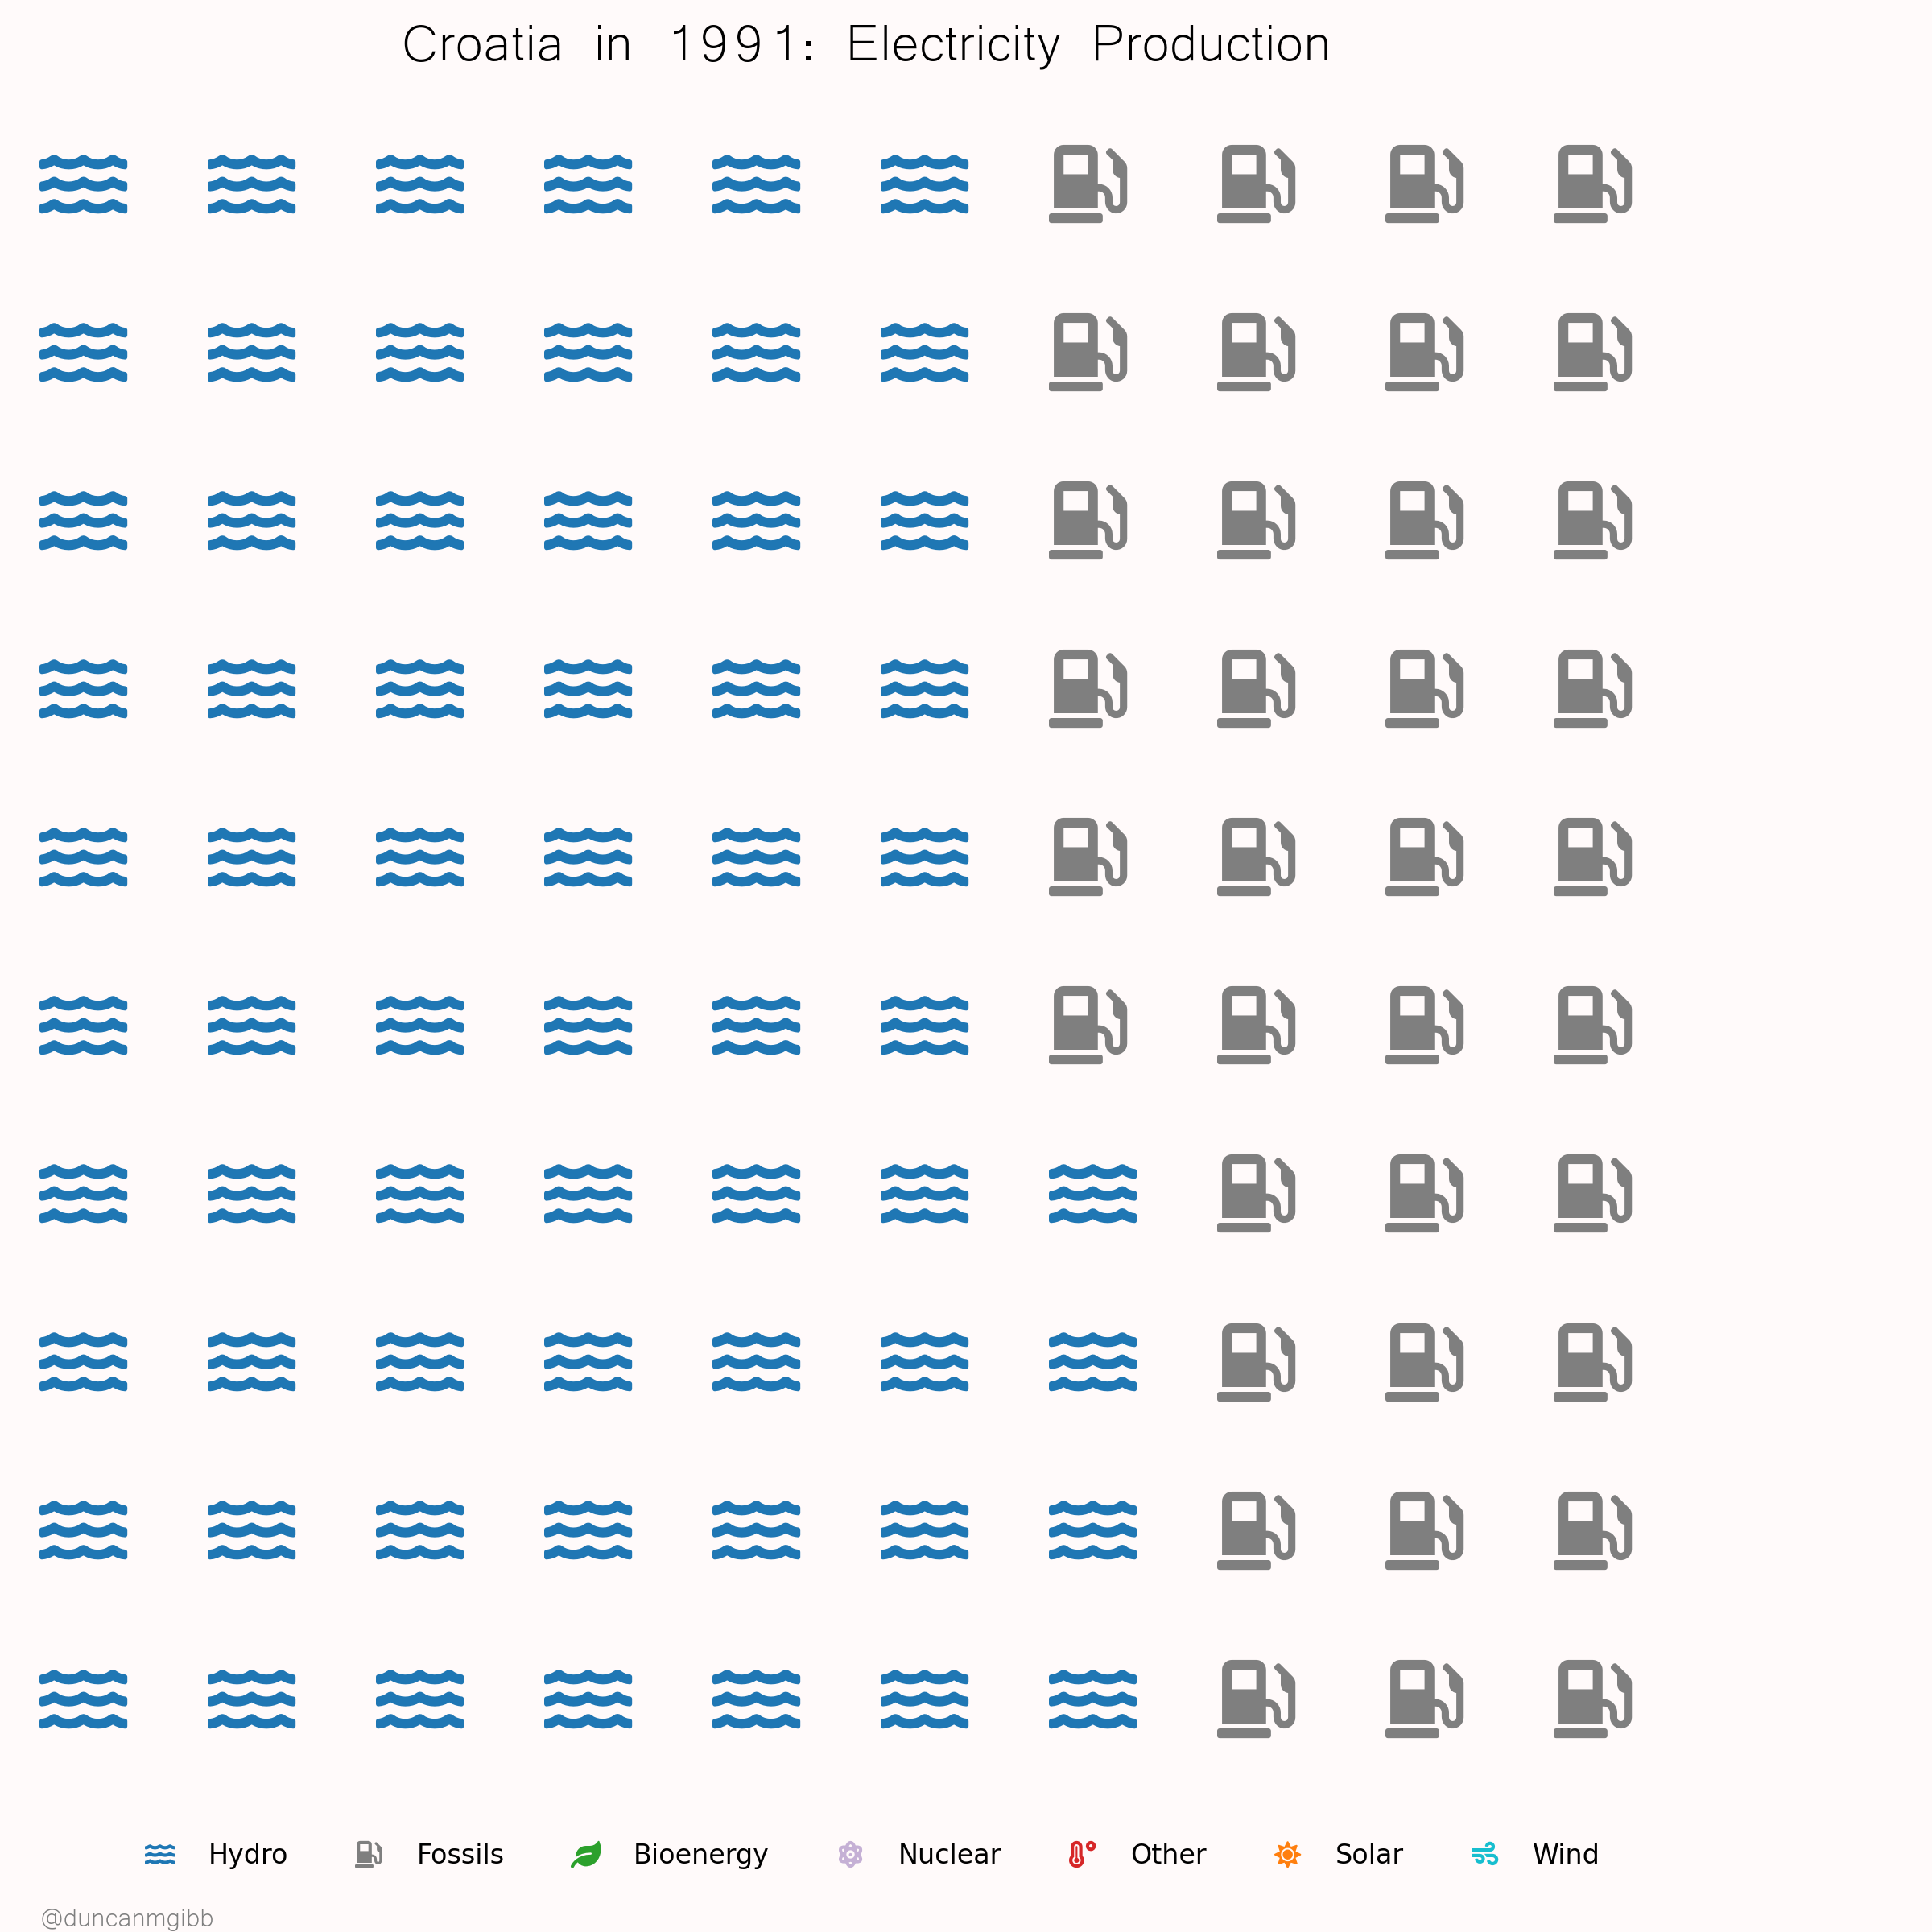 Croatia in 1991: Electricity Production
Hydro Fossils Bioenergy Nuclear Other Solar Wind
@duncanmgibb